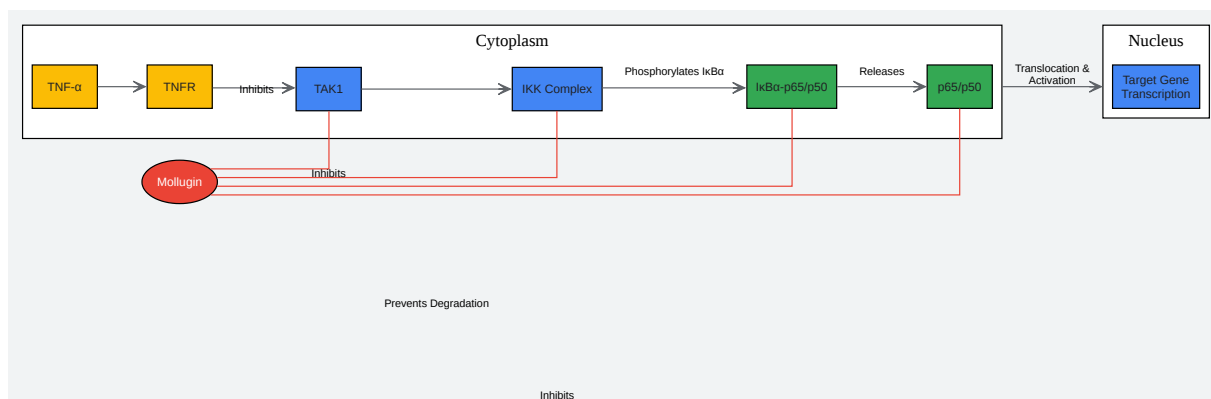 Cytoplasm
Nucleus
TNF-α
TNFR
Inhibits
TAK1
IKK Complex
Phosphorylates IκBα
IκBα-p65/p50
Releases
p65/p50
Translocation &
Activation
Target Gene
Transcription
Mollugin
Inhibits
Prevents Degradation
Inhibits